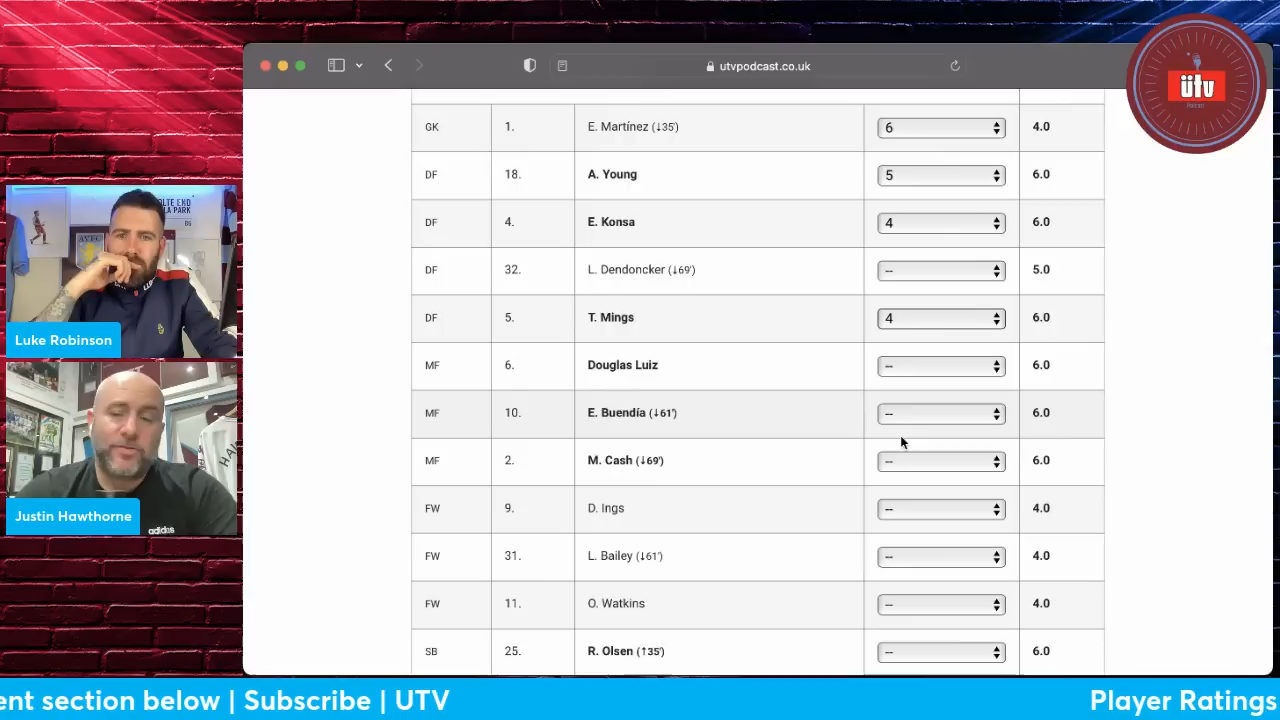 utvpodcast.co.uk
ütv
Podcast
GK 1. E. Martínez (↓35') 6 4.0
DF 18. A. Young 5 6.0
DF 4. E. Konsa 4 6.0
DF 32. L. Dendoncker (↓69') -- 5.0
DF 5. T. Mings 4 6.0
MF 6. Douglas Luiz -- 6.0
MF 10. E. Buendía (↓61') -- 6.0
MF 2. M. Cash (↓69') -- 6.0
FW 9. D. Ings -- 4.0
FW 31. L. Bailey (↓61') -- 4.0
FW 11. O. Watkins -- 4.0
SB 25. R. Olsen (↑35') -- 6.0
AVFC
Luke Robinson
adidas
Justin Hawthorne
ent section below | Subscribe | UTV
Player Ratings